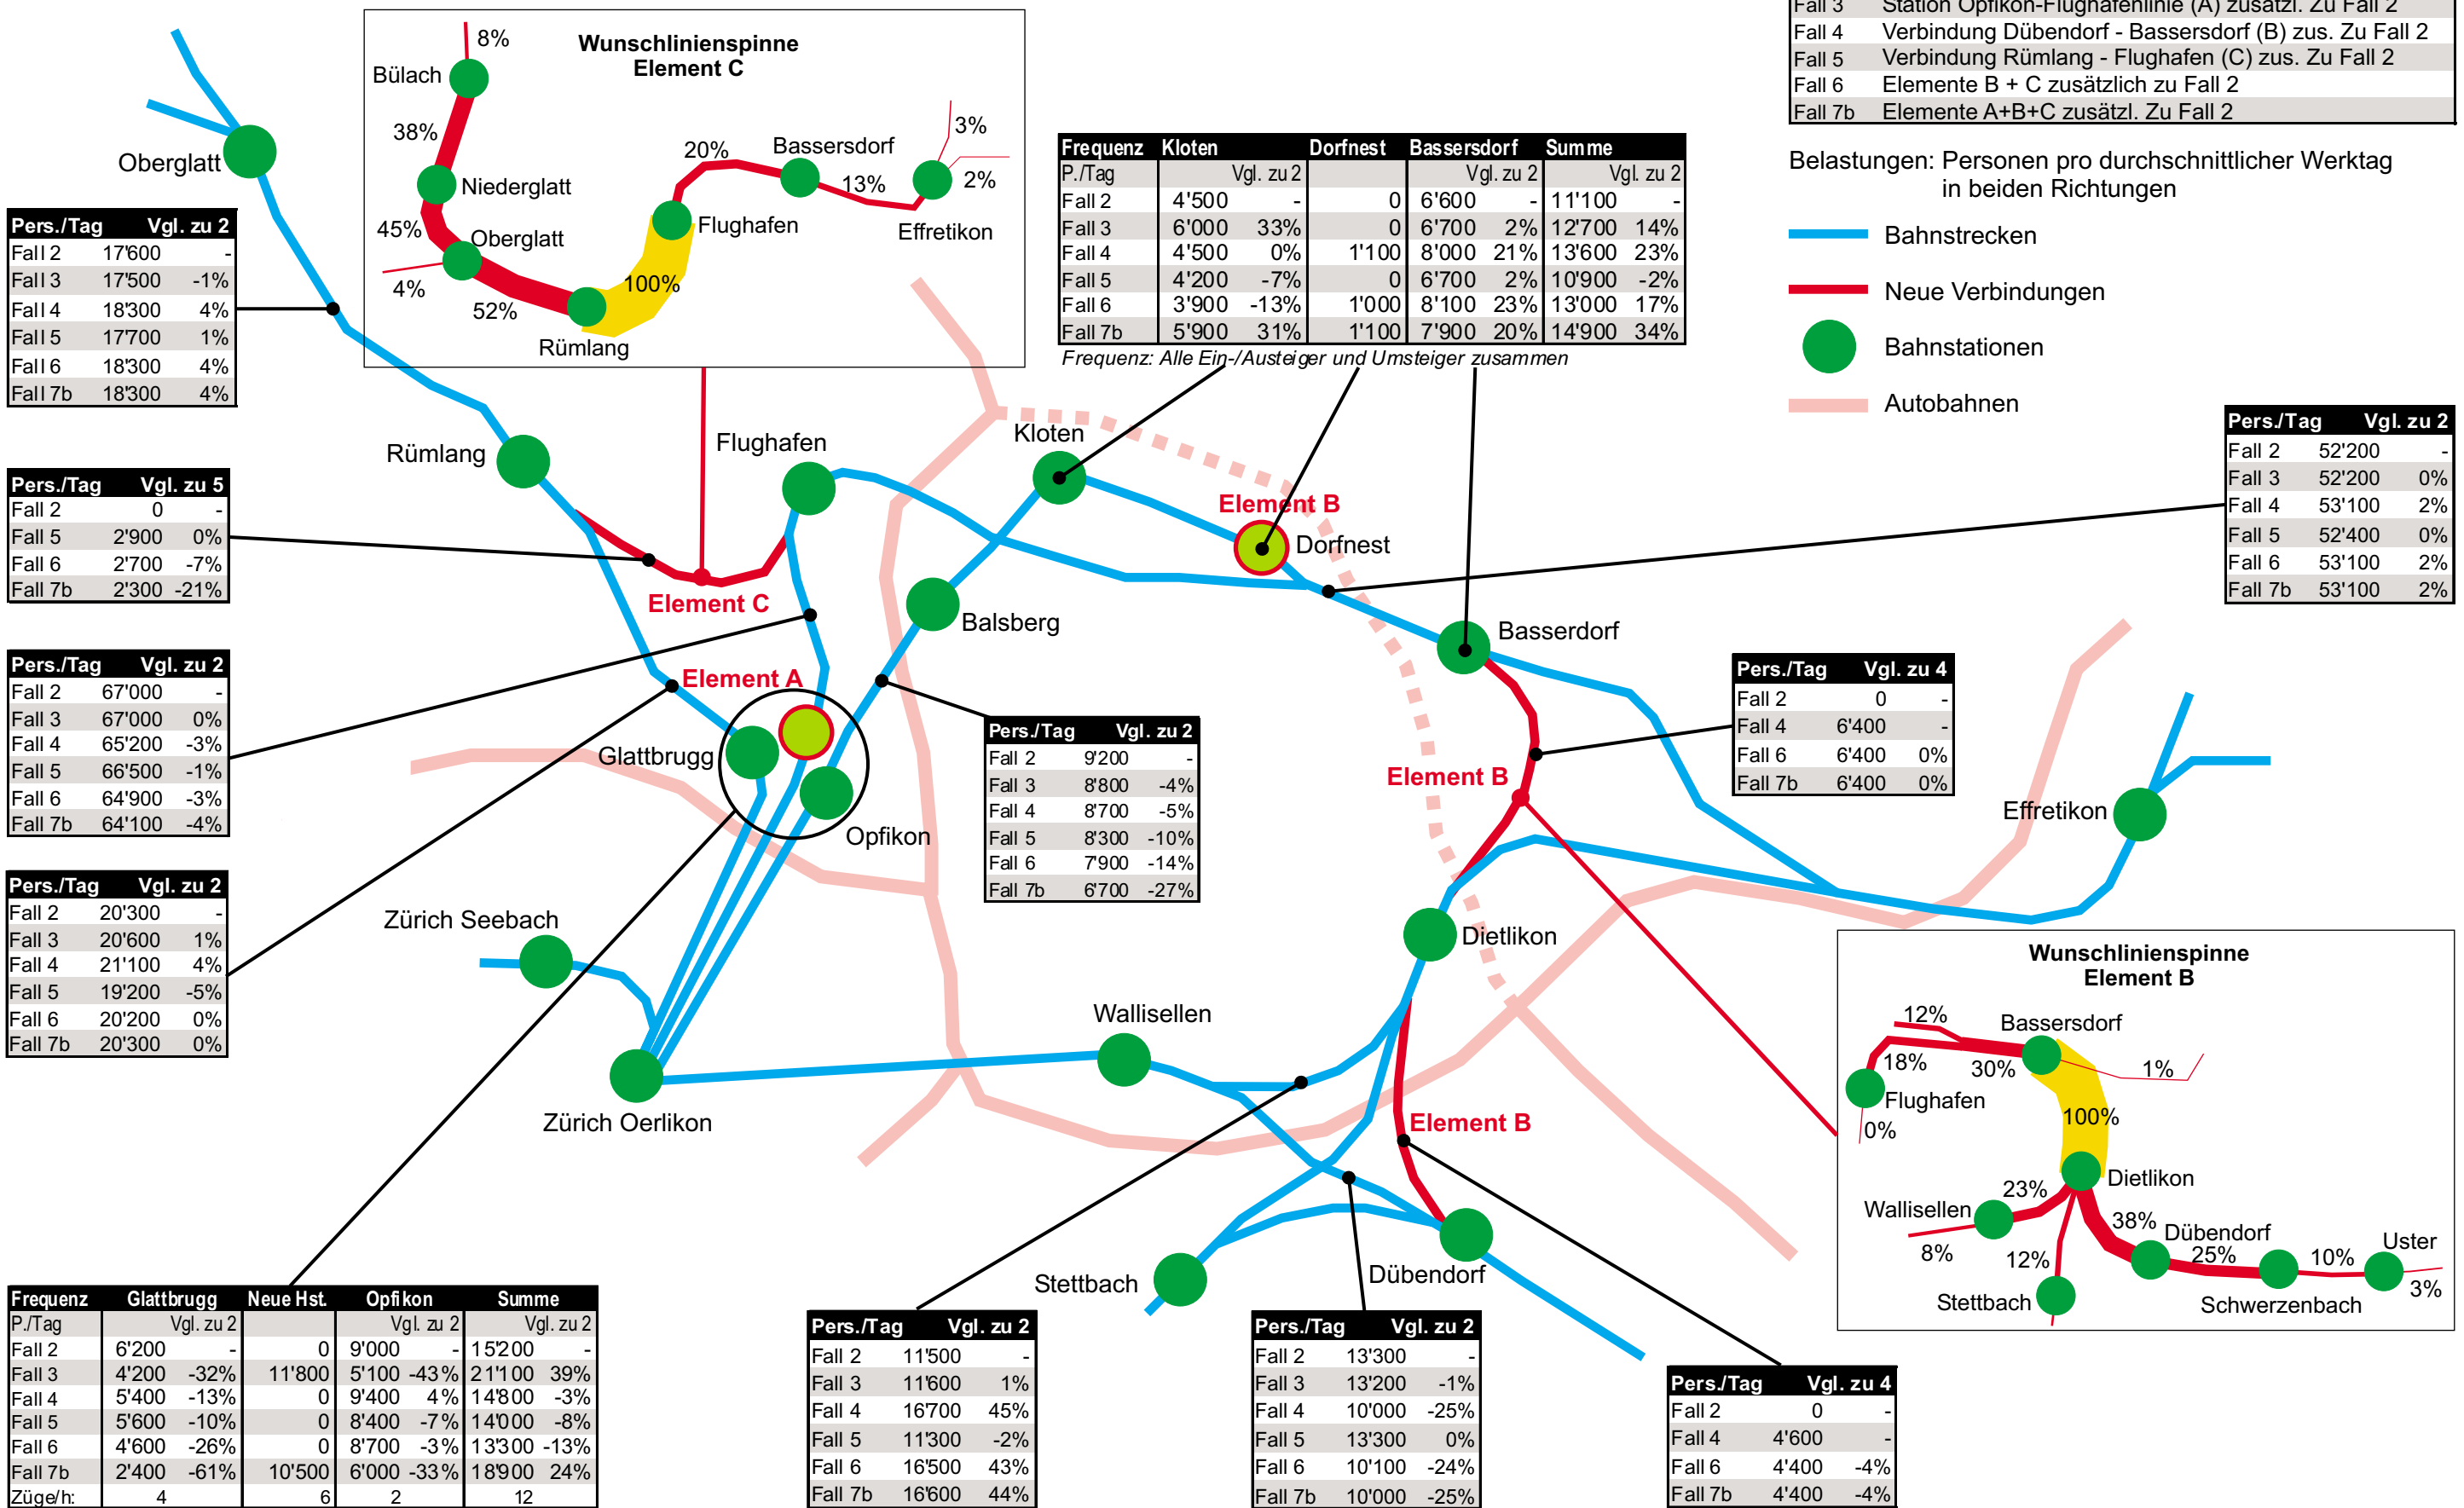 Fall 3 Station Opfikon-Flughafenlinie (A) zusätzl. Zu Fall 2
Fall 4 Verbindung Dübendorf - Bassersdorf (B) zus. Zu Fall 2
Fall 5 Verbindung Rümlang - Flughafen (C) zus. Zu Fall 2
Fall 6 Elemente B + C zusätzlich zu Fall 2
Fall 7b Elemente A+B+C zusätzl. Zu Fall 2
Belastungen: Personen pro durchschnittlicher Werktag
in beiden Richtungen
Bahnstrecken
Neue Verbindungen
Bahnstationen
Autobahnen
Wunschlinienspinne
Element C
8%
Bülach
38%
Niederglatt
45%
Oberglatt
4%
52%
Rümlang
100%
Flughafen
20%
Bassersdorf
13%
3%
2%
Effretikon
Frequenz Kloten Dorfnest Bassersdorf Summe
P./Tag Vgl. zu 2 Vgl. zu 2 Vgl. zu 2
Fall 2 4'500 - 0 6'600 - 11'100 -
Fall 3 6'000 33% 0 6'700 2% 12'700 14%
Fall 4 4'500 0% 1'100 8'000 21% 13'600 23%
Fall 5 4'200 -7% 0 6'700 2% 10'900 -2%
Fall 6 3'900 -13% 1'000 8'100 23% 13'000 17%
Fall 7b 5'900 31% 1'100 7'900 20% 14'900 34%
Frequenz: Alle Ein-/Austeiger und Umsteiger zusammen
Oberglatt
Pers./Tag Vgl. zu 2
Fall 2 17'600 -
Fall 3 17'500 -1%
Fall 4 18'300 4%
Fall 5 17'700 1%
Fall 6 18'300 4%
Fall 7b 18'300 4%
Rümlang
Flughafen
Kloten
Element B
Dorfnest
Pers./Tag Vgl. zu 2
Fall 2 52'200 -
Fall 3 52'200 0%
Fall 4 53'100 2%
Fall 5 52'400 0%
Fall 6 53'100 2%
Fall 7b 53'100 2%
Pers./Tag Vgl. zu 5
Fall 2 0 -
Fall 5 2'900 0%
Fall 6 2'700 -7%
Fall 7b 2'300 -21%
Element C
Balsberg
Basserdorf
Pers./Tag Vgl. zu 2
Fall 2 67'000 -
Fall 3 67'000 0%
Fall 4 65'200 -3%
Fall 5 66'500 -1%
Fall 6 64'900 -3%
Fall 7b 64'100 -4%
Element A
Glattbrugg
Opfikon
Pers./Tag Vgl. zu 2
Fall 2 9'200 -
Fall 3 8'800 -4%
Fall 4 8'700 -5%
Fall 5 8'300 -10%
Fall 6 7'900 -14%
Fall 7b 6'700 -27%
Element B
Pers./Tag Vgl. zu 4
Fall 2 0 -
Fall 4 6'400 -
Fall 6 6'400 0%
Fall 7b 6'400 0%
Effretikon
Pers./Tag Vgl. zu 2
Fall 2 20'300 -
Fall 3 20'600 1%
Fall 4 21'100 4%
Fall 5 19'200 -5%
Fall 6 20'200 0%
Fall 7b 20'300 0%
Zürich Seebach
Zürich Oerlikon
Wallisellen
Dietlikon
Element B
Stettbach
Dübendorf
Wunschlinienspinne
Element B
12%
Bassersdorf
18%
30%
1%
Flughafen
0%
100%
Dietlikon
23%
Wallisellen
8%
12%
Stettbach
38%
Dübendorf
25%
Schwerzenbach
10%
Uster
3%
Frequenz Glattbrugg Neue Hst. Opfikon Summe
P./Tag Vgl. zu 2 Vgl. zu 2 Vgl. zu 2
Fall 2 6'200 - 0 9'000 - 15'200 -
Fall 3 4'200 -32% 11'800 5'100 -43% 21'100 39%
Fall 4 5'400 -13% 0 9'400 4% 14'800 -3%
Fall 5 5'600 -10% 0 8'400 -7% 14'000 -8%
Fall 6 4'600 -26% 0 8'700 -3% 13'300 -13%
Fall 7b 2'400 -61% 10'500 6'000 -33% 18'900 24%
Züge/h: 4 6 2 12
Pers./Tag Vgl. zu 2
Fall 2 11'500 -
Fall 3 11'600 1%
Fall 4 16'700 45%
Fall 5 11'300 -2%
Fall 6 16'500 43%
Fall 7b 16'600 44%
Pers./Tag Vgl. zu 2
Fall 2 13'300 -
Fall 3 13'200 -1%
Fall 4 10'000 -25%
Fall 5 13'300 0%
Fall 6 10'100 -24%
Fall 7b 10'000 -25%
Pers./Tag Vgl. zu 4
Fall 2 0 -
Fall 4 4'600 -
Fall 6 4'400 -4%
Fall 7b 4'400 -4%